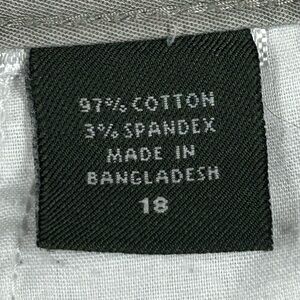 97% COTTON
3% SPANDEX
MADE IN
BANGLADESH
18